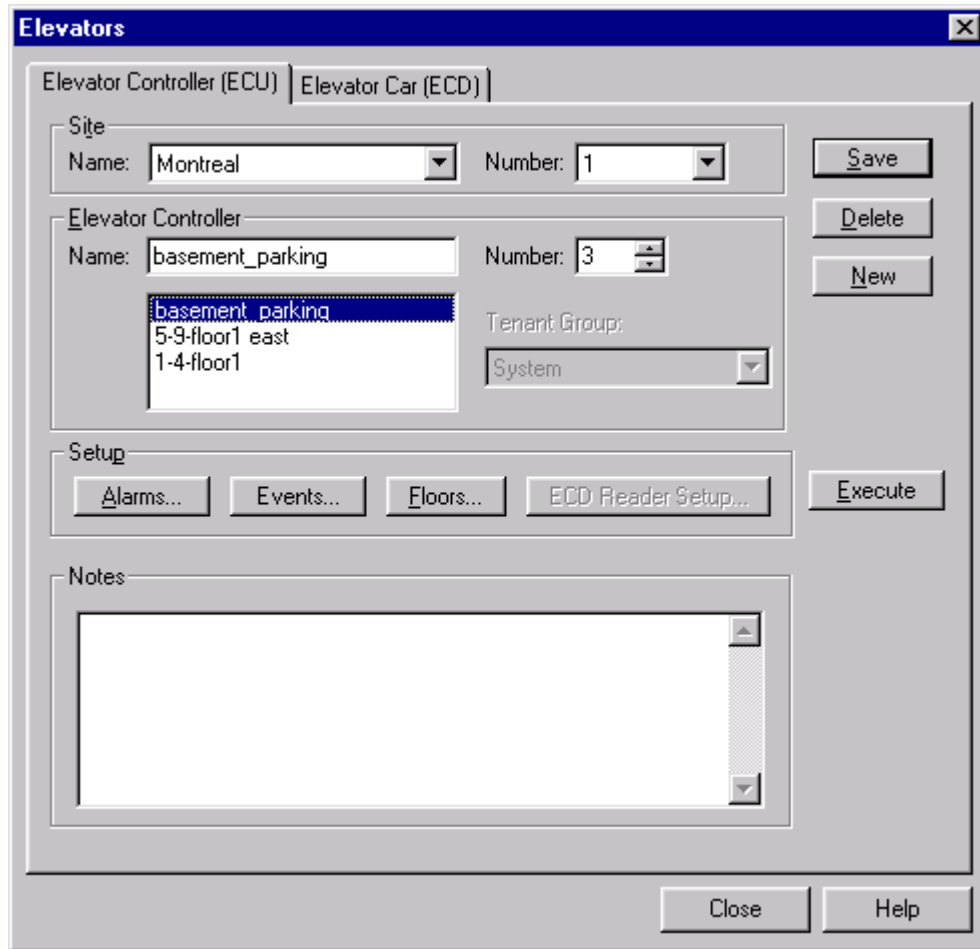 Elevators
Elevator Controller (ECU) Elevator Car (ECD)
Site
Name: Montreal Number: 1
Save
Delete
New
Elevator Controller
Name: basement_parking Number: 3
basement_parking
5-9-floor1 east
1-4-floor1
Tenant Group:
System
Setup
Alarms... Events... Floors... ECD Reader Setup...
Execute
Notes
Close Help